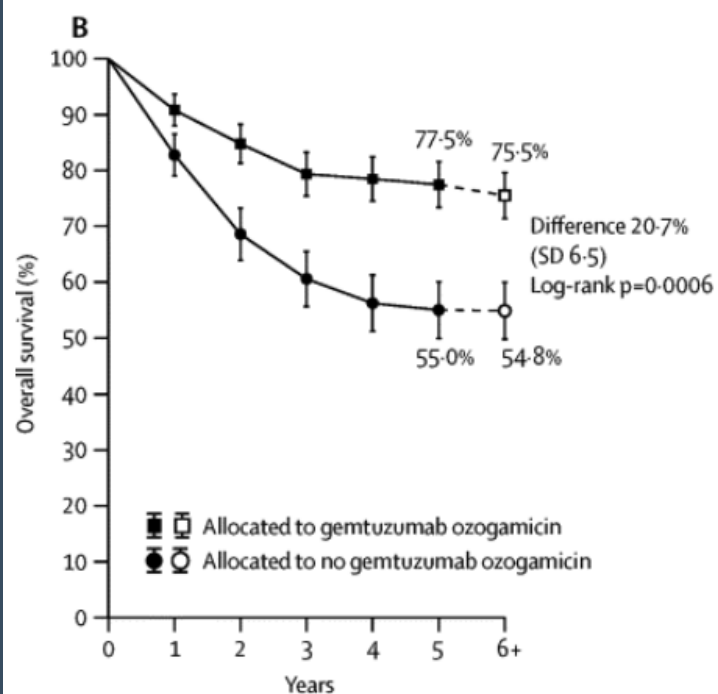 B
100
90
80
70
60
50
40
30
20
10
0
Overall survival (%)
77·5%
75·5%
Difference 20·7%
(SD 6·5)
Log-rank p=0·0006
55·0%
54·8%
Allocated to gemtuzumab ozogamicin
Allocated to no gemtuzumab ozogamicin
0 1 2 3 4 5 6+
Years